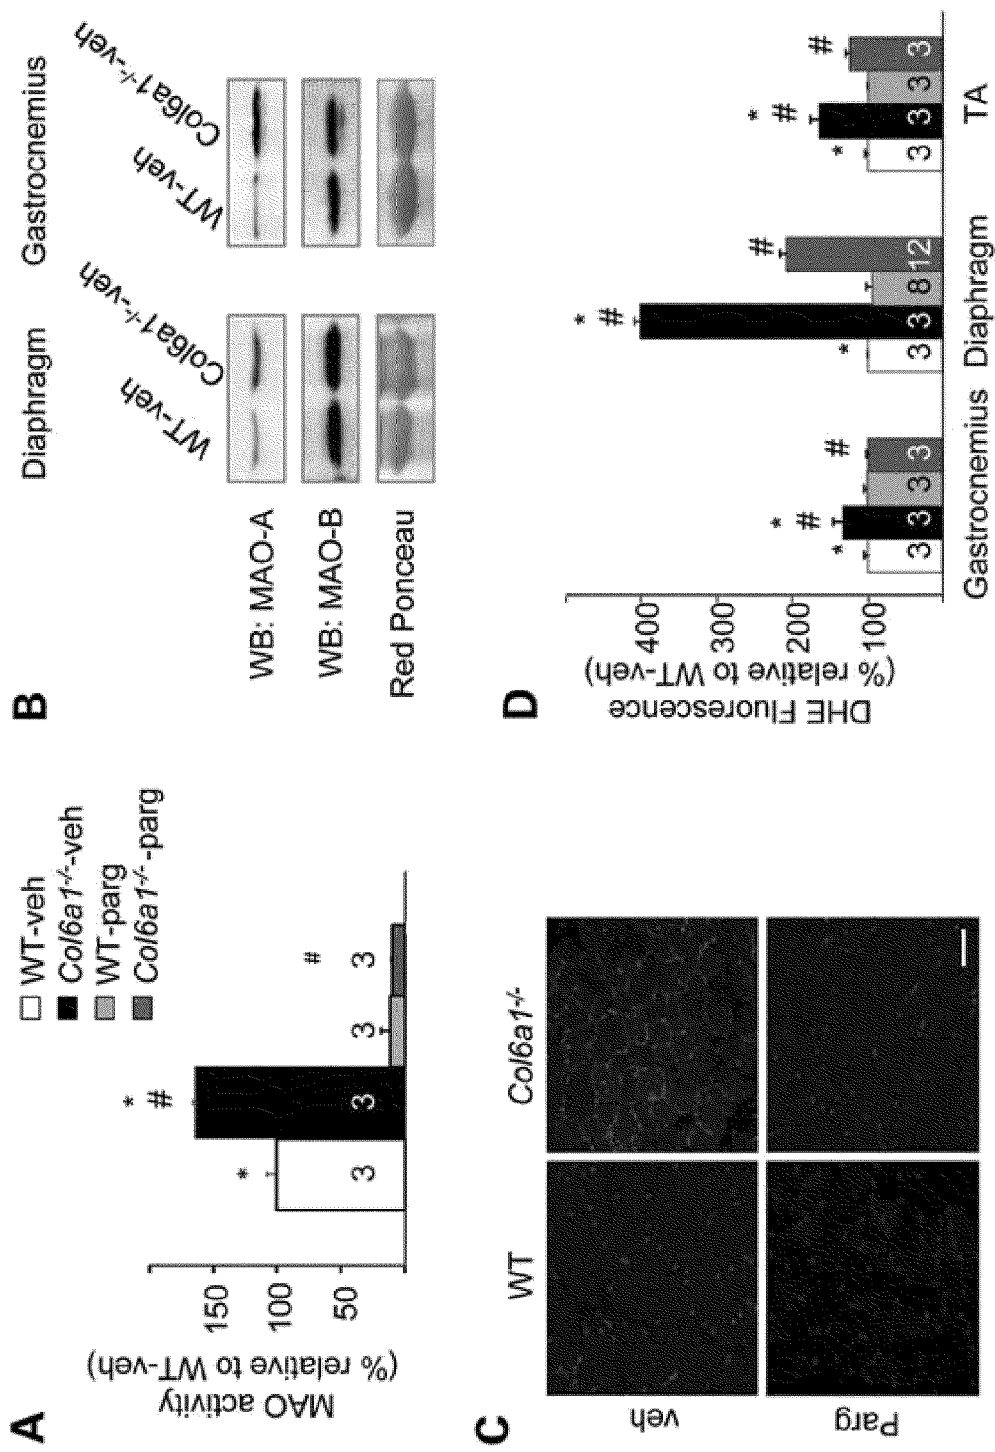 A
MAO activity
(% relative to WT-veh)
150
100
50
3
*
3
*
#
3
3
#
WT-veh
Col6a1-/--veh
WT-parg
Col6a1-/--parg
B
Diaphragm
Gastrocnemius
WT-veh
Col6a1-/--veh
WT-veh
Col6a1-/--veh
WB: MAO-A
WB: MAO-B
Red Ponceau
C
WT
Col6a1-/-
veh
Parg
D
DHE Fluorescence
(% relative to WT-veh)
400
300
200
100
* * # #
3 3 3 3
* * # #
3 3 8 12
* * # #
3 3 3 3
Gastrocnemius Diaphragm TA